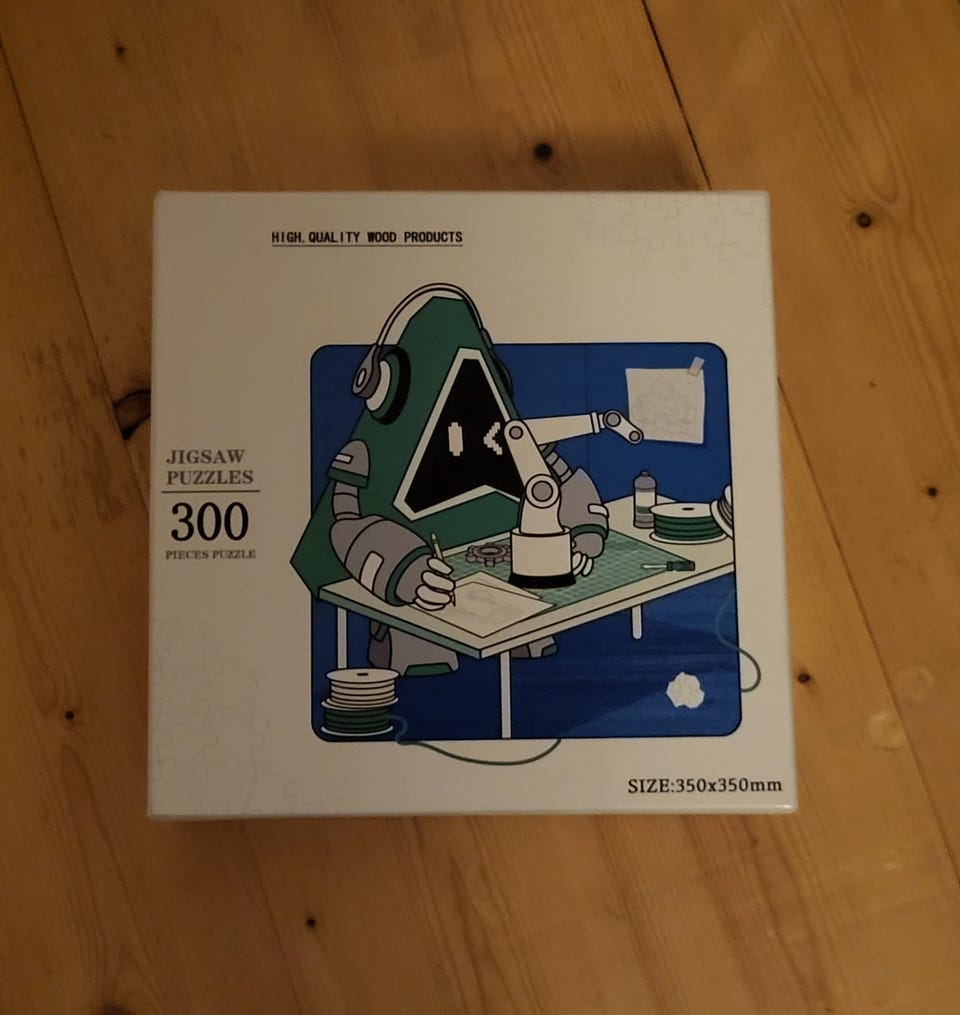 HIGH.QUALITY WOOD PRODUCTS
JIGSAW
PUZZLES
300
PIECES PUZZLE
SIZE:350x350mm